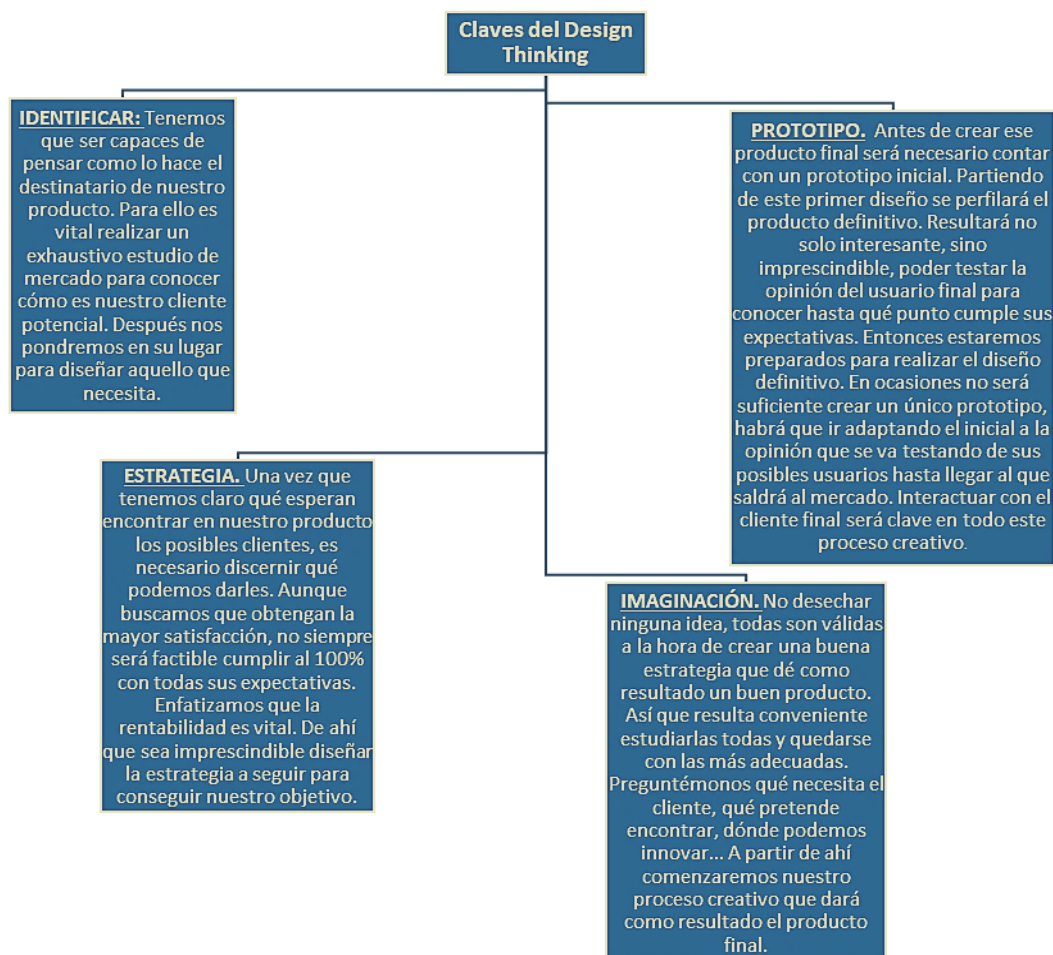 Claves del Design
Thinking
IDENTIFICAR: Tenemos
que ser capaces de
pensar como lo hace el
destinatario de nuestro
producto. Para ello es
vital realizar un
exhaustivo estudio de
mercado para conocer
cómo es nuestro cliente
potencial. Después nos
pondremos en su lugar
para diseñar aquello que
necesita.
PROTOTIPO. Antes de crear ese
producto final será necesario contar
con un prototipo inicial. Partiendo
de este primer diseño se perfilará el
producto definitivo. Resultará no
solo interesante, sino
imprescindible, poder testar la
opinión del usuario final para
conocer hasta qué punto cumple sus
expectativas. Entonces estaremos
preparados para realizar el diseño
definitivo. En ocasiones no será
suficiente crear un único prototipo,
habrá que ir adaptando el inicial a la
opinión que se va testando de sus
posibles usuarios hasta llegar al que
saldrá al mercado. Interactuar con el
cliente final será clave en todo este
proceso creativo.
ESTRATEGIA. Una vez que
tenemos claro qué esperan
encontrar en nuestro producto
los posibles clientes, es
necesario discernir qué
podemos darles. Aunque
buscamos que obtengan la
mayor satisfacción, no siempre
será factible cumplir al 100%
con todas sus expectativas.
Enfatizamos que la
rentabilidad es vital. De ahí
que sea imprescindible diseñar
la estrategia a seguir para
conseguir nuestro objetivo.
IMAGINACIÓN. No desechar
ninguna idea, todas son válidas
a la hora de crear una buena
estrategia que dé como
resultado un buen producto.
Así que resulta conveniente
estudiarlas todas y quedarse
con las más adecuadas.
Preguntémonos qué necesita el
cliente, qué pretende
encontrar, dónde podemos
innovar... A partir de ahí
comenzaremos nuestro
proceso creativo que dará
como resultado el producto
final.